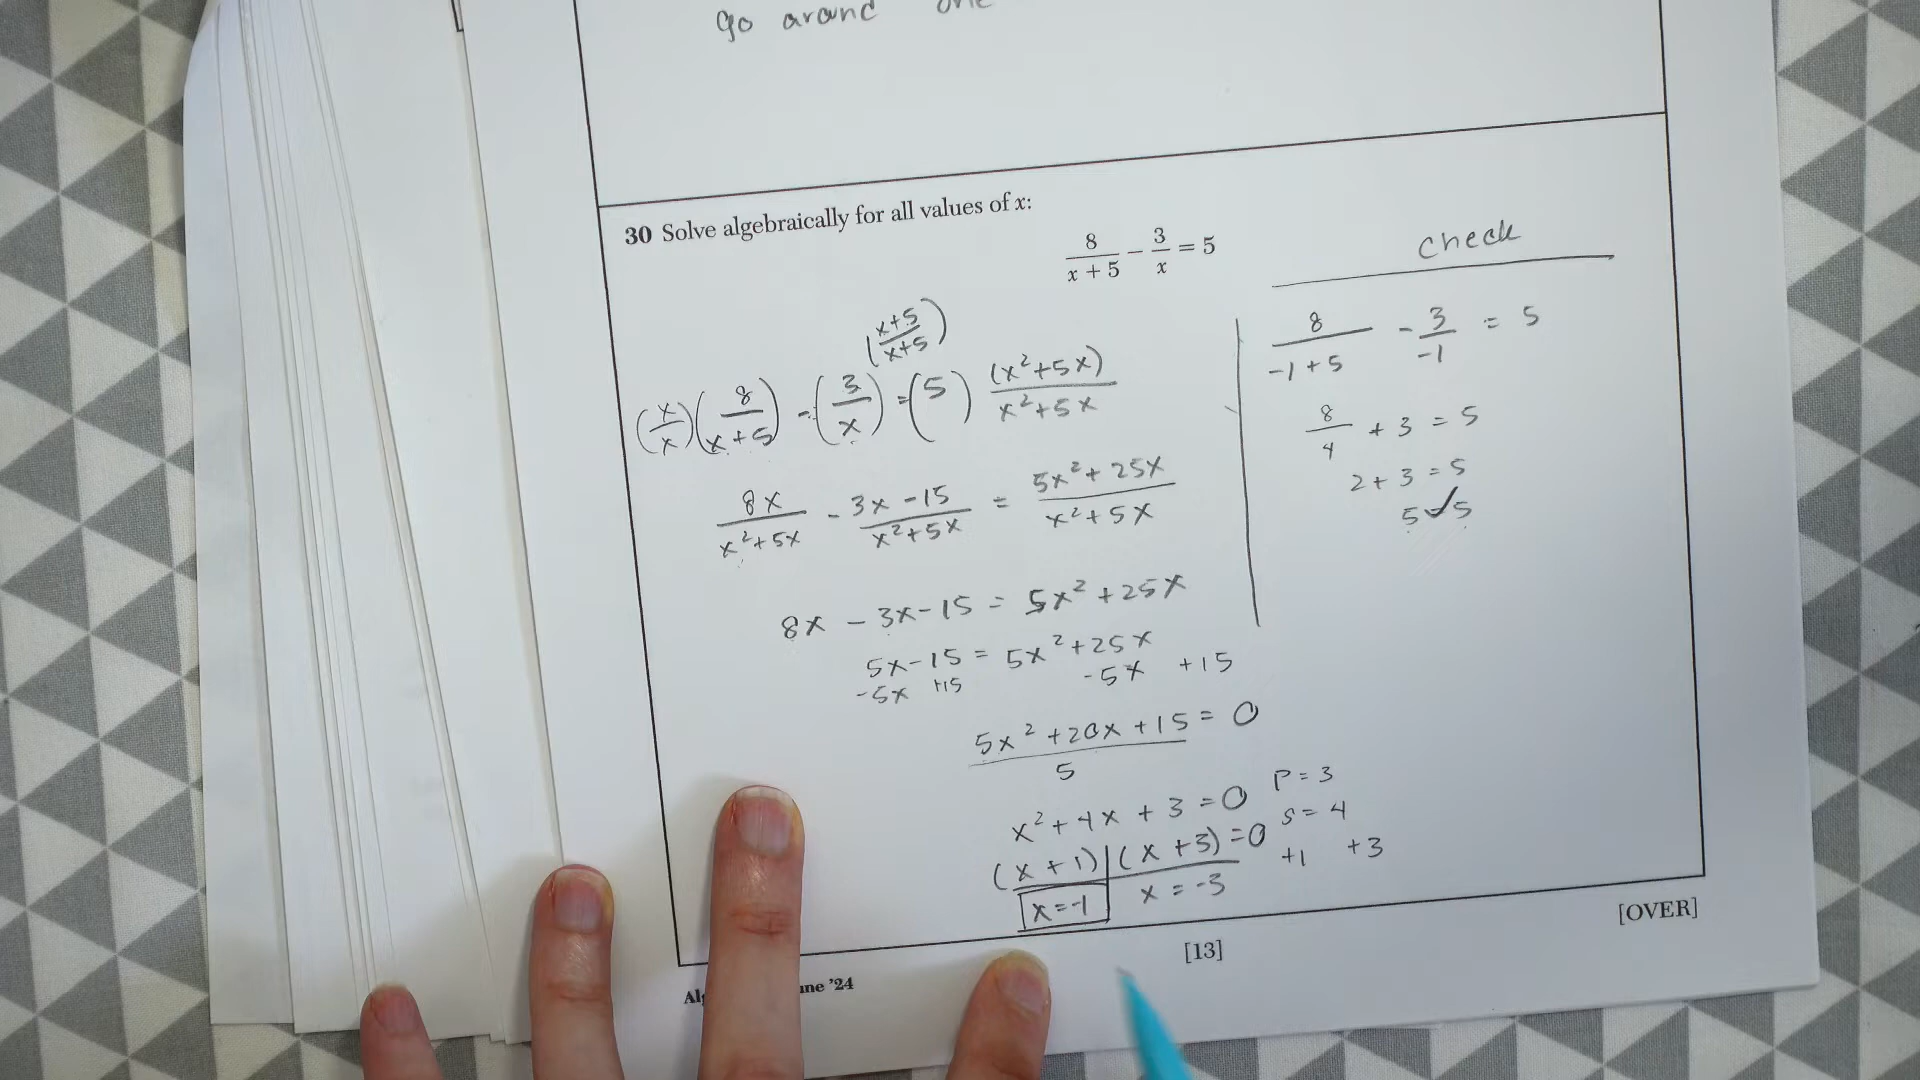 go around one
30 Solve algebraically for all values of x:
8/(x + 5) − 3/x = 5
((x+5)/(x+5))
(x/x)(8/(x+5)) - (3/x) = (5) (x²+5x)/(x²+5x)
8x/(x²+5x) - (3x -15)/(x²+5x) = (5x²+25x)/(x²+5x)
8x - 3x - 15 = 5x² + 25x
5x - 15 = 5x² + 25x
-5x +15 -5x +15
(5x² + 20x + 15)/5 = 0
x² + 4x + 3 = 0
(x + 1) | (x + 3) = 0
x = -1 x = -3
P = 3
S = 4
+1 +3
check
8/(-1 + 5) - 3/-1 = 5
8/4 + 3 = 5
2 + 3 = 5
5 ✓ 5
[13]
[OVER]
’24